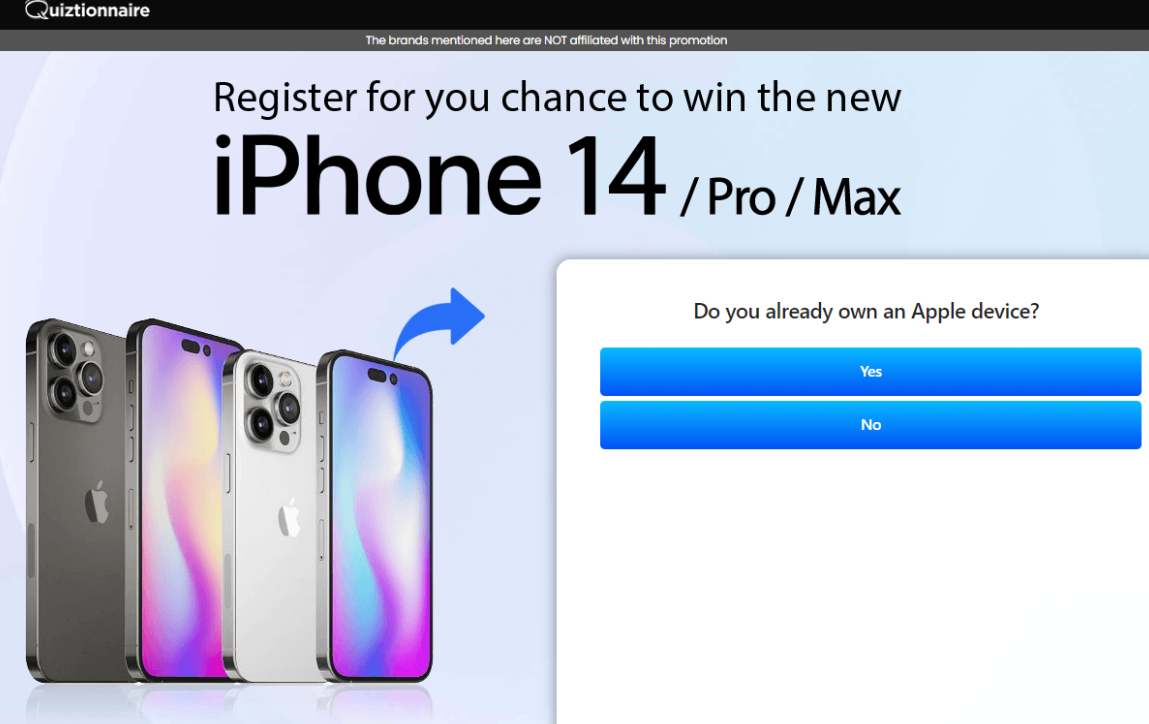 Quiztionnaire
The brands mentioned here are NOT affiliated with this promotion
Register for you chance to win the new
iPhone 14 / Pro / Max
Do you already own an Apple device?
Yes
No